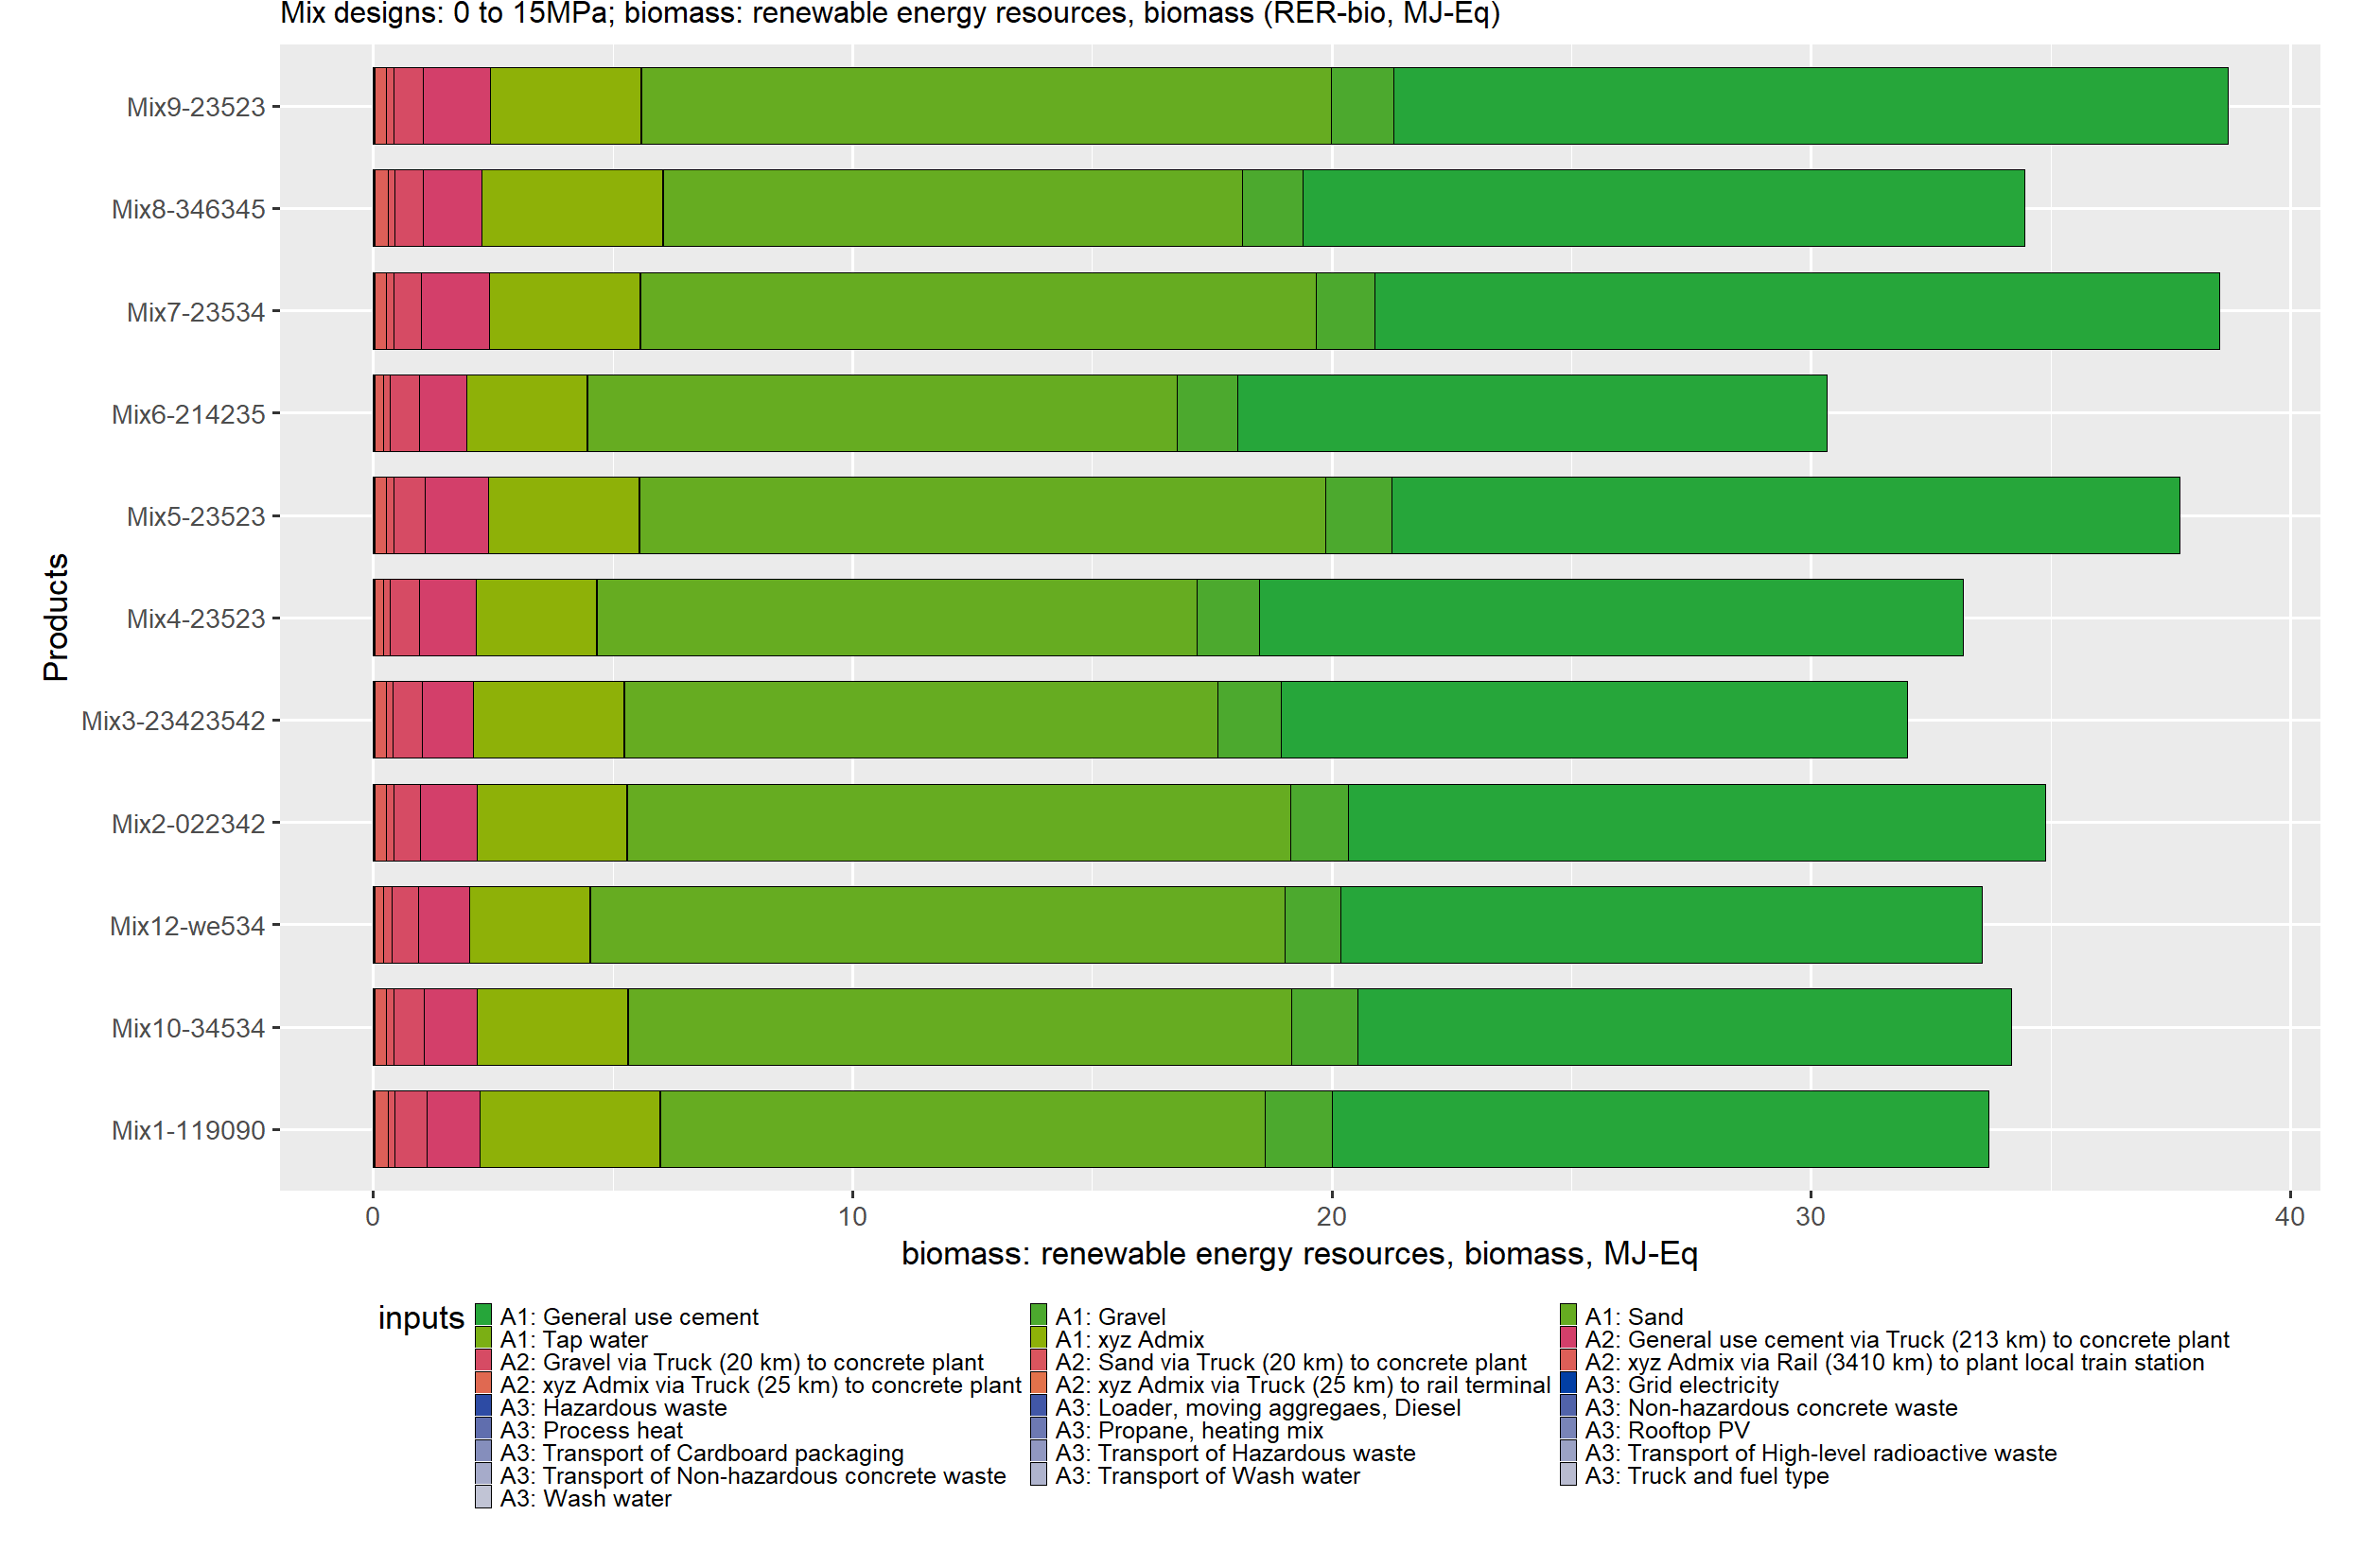 Mix designs: 0 to 15MPa; biomass: renewable energy resources, biomass (RER-bio, MJ-Eq)
Products
Mix9-23523
Mix8-346345
Mix7-23534
Mix6-214235
Mix5-23523
Mix4-23523
Mix3-23423542
Mix2-022342
Mix12-we534
Mix10-34534
Mix1-119090
0 10 20 30 40
biomass: renewable energy resources, biomass, MJ-Eq
inputs
A1: General use cement A1: Gravel A1: Sand
A1: Tap water A1: xyz Admix A2: General use cement via Truck (213 km) to concrete plant
A2: Gravel via Truck (20 km) to concrete plant A2: Sand via Truck (20 km) to concrete plant A2: xyz Admix via Rail (3410 km) to plant local train station
A2: xyz Admix via Truck (25 km) to concrete plant A2: xyz Admix via Truck (25 km) to rail terminal A3: Grid electricity
A3: Hazardous waste A3: Loader, moving aggregaes, Diesel A3: Non-hazardous concrete waste
A3: Process heat A3: Propane, heating mix A3: Rooftop PV
A3: Transport of Cardboard packaging A3: Transport of Hazardous waste A3: Transport of High-level radioactive waste
A3: Transport of Non-hazardous concrete waste A3: Transport of Wash water A3: Truck and fuel type
A3: Wash water